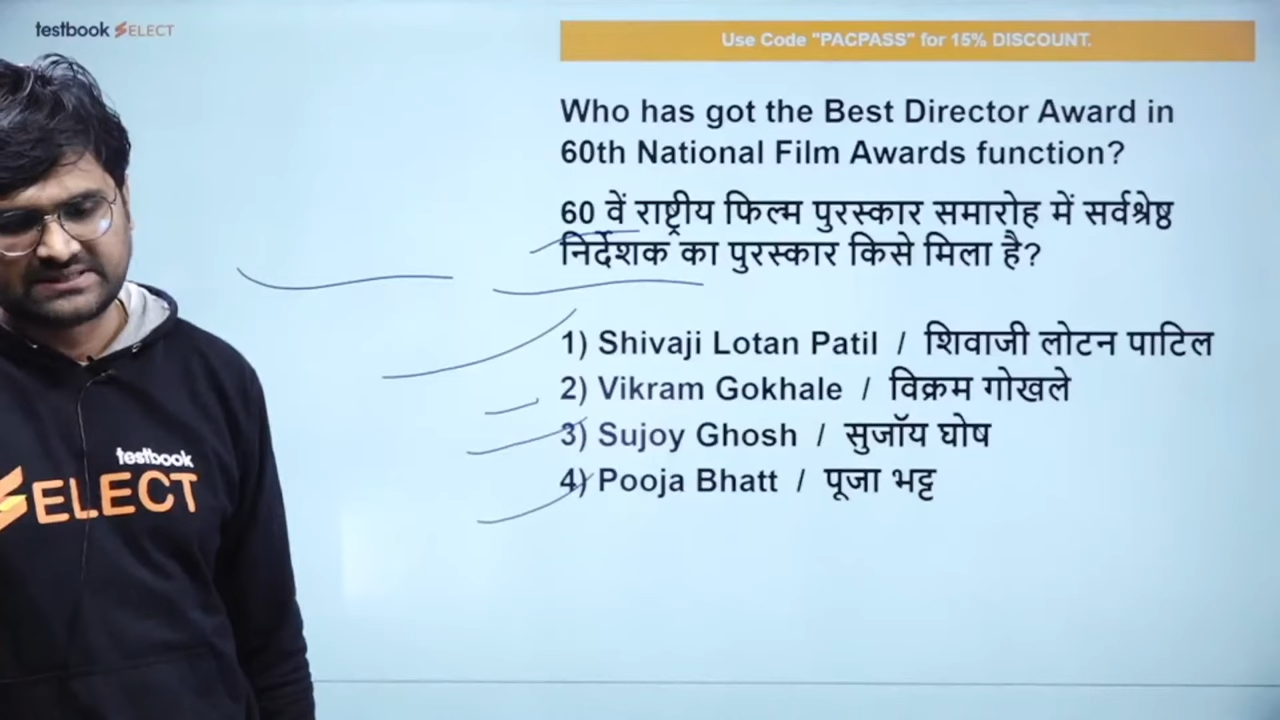 testbook SELECT
Use Code "PACPASS" for 15% DISCOUNT.
Who has got the Best Director Award in
60th National Film Awards function?
60 वें राष्ट्रीय फिल्म पुरस्कार समारोह में सर्वश्रेष्ठ
निर्देशक का पुरस्कार किसे मिला है?
1) Shivaji Lotan Patil / शिवाजी लोटन पाटिल
2) Vikram Gokhale / विक्रम गोखले
3) Sujoy Ghosh / सुजॉय घोष
4) Pooja Bhatt / पूजा भट्ट
testbook
SELECT